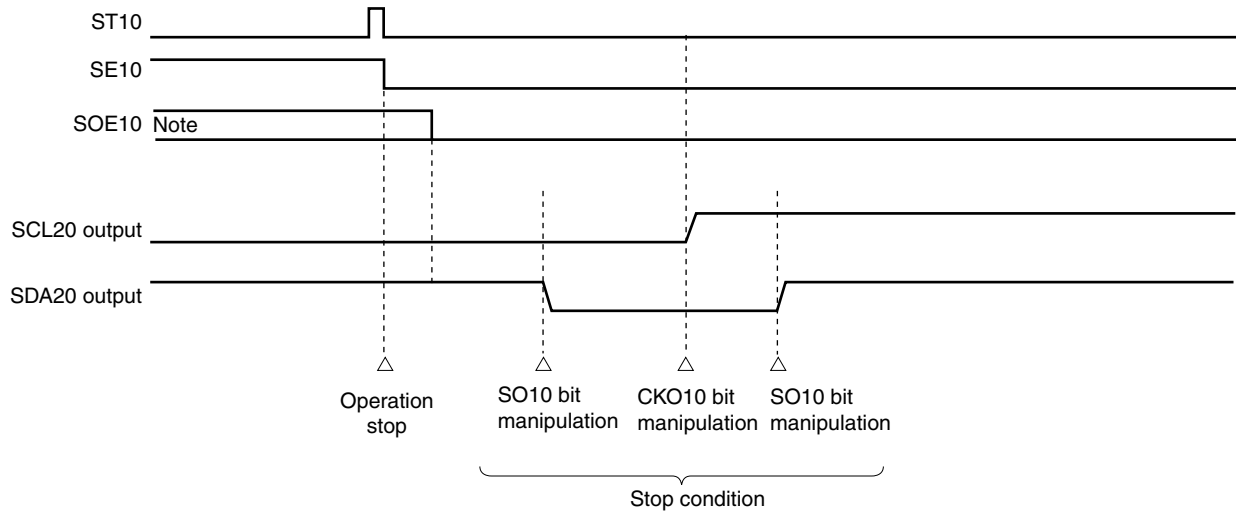 ST10
SE10
SOE10 Note
SCL20 output
SDA20 output
Operation
stop
SO10 bit
manipulation
CKO10 bit
manipulation
SO10 bit
manipulation
Stop condition